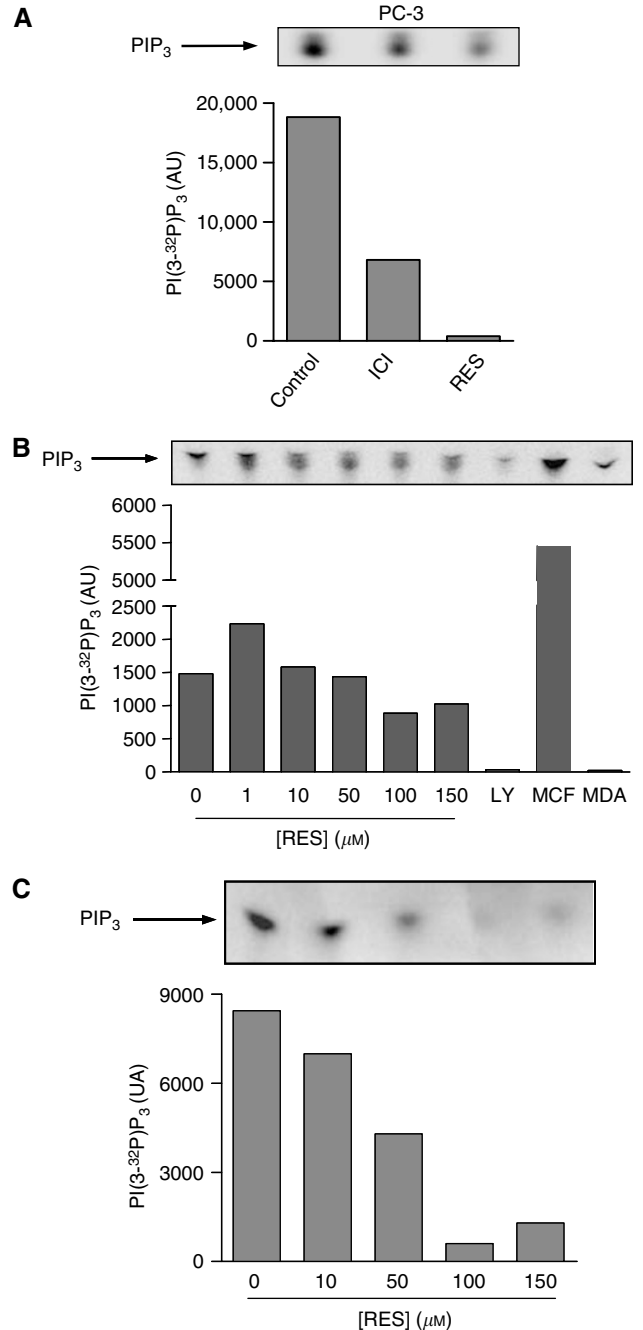 A
PC-3
PIP₃
20,000
15,000
10,000
5000
0
PI(3-³²P)P₃ (AU)
Control ICI RES
B
PIP₃
6000
5500
5000
2500
2000
1500
1000
500
0
PI(3-³²P)P₃ (AU)
0 1 10 50 100 150 LY MCF MDA
[RES] (μM)
C
PIP₃
9000
6000
3000
0
PI(3-³²P)P₃ (UA)
0 10 50 100 150
[RES] (μM)